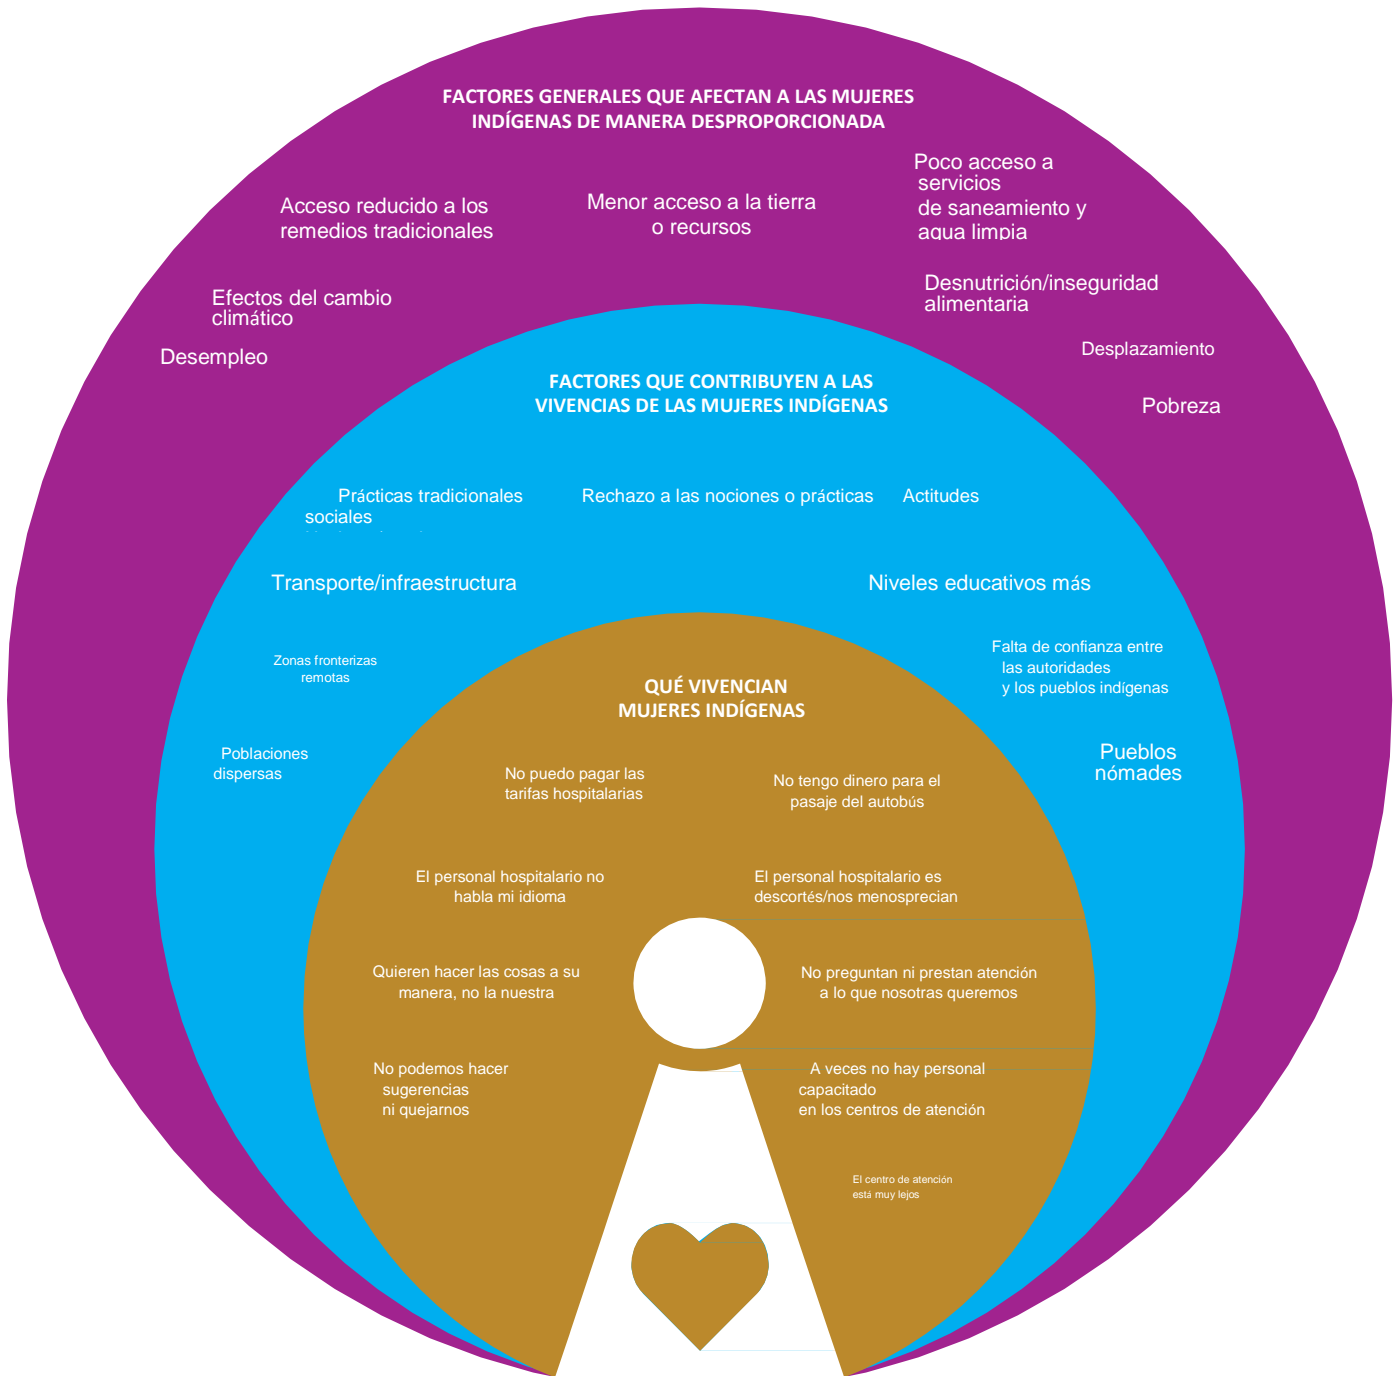 FACTORES GENERALES QUE AFECTAN A LAS MUJERES
INDÍGENAS DE MANERA DESPROPORCIONADA
Poco acceso a
servicios
de saneamiento y
agua limpia
Menor acceso a la tierra
o recursos
Acceso reducido a los
remedios tradicionales
Desnutrición/inseguridad
alimentaria
Efectos del cambio
climático
Desplazamiento
Desempleo
Pobreza
FACTORES QUE CONTRIBUYEN A LAS
VIVENCIAS DE LAS MUJERES INDÍGENAS
Prácticas tradicionales
sociales
Rechazo a las nociones o prácticas
Actitudes
Transporte/infraestructura
Niveles educativos más
Zonas fronterizas
remotas
Falta de confianza entre
las autoridades
y los pueblos indígenas
Poblaciones
dispersas
Pueblos
nómades
QUÉ VIVENCIAN
MUJERES INDÍGENAS
No puedo pagar las
tarifas hospitalarias
No tengo dinero para el
pasaje del autobús
El personal hospitalario no
habla mi idioma
El personal hospitalario es
descortés/nos menosprecian
Quieren hacer las cosas a su
manera, no la nuestra
No preguntan ni prestan atención
a lo que nosotras queremos
No podemos hacer
sugerencias
ni quejarnos
A veces no hay personal
capacitado
en los centros de atención
El centro de atención
está muy lejos